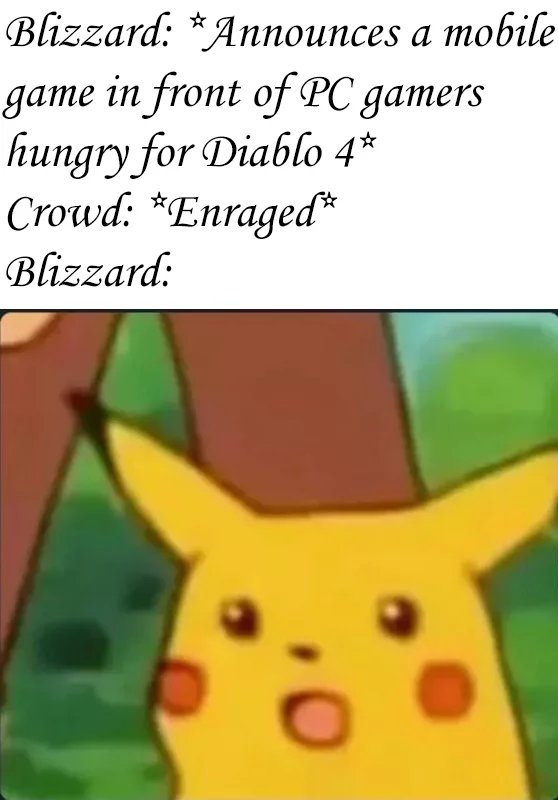 Blizzard: *Announces a mobile
game in front of PC gamers
hungry for Diablo 4*
Crowd: *Enraged*
Blizzard: